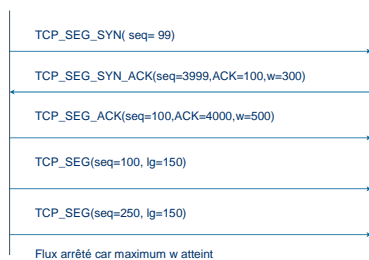 TCP_SEG_SYN( seq= 99)
TCP_SEG_SYN_ACK(seq=3999,ACK=100,w=300)
TCP_SEG_ACK(seq=100,ACK=4000,w=500)
TCP_SEG(seq=100, lg=150)
TCP_SEG(seq=250, lg=150)
Flux arrêté car maximum w atteint